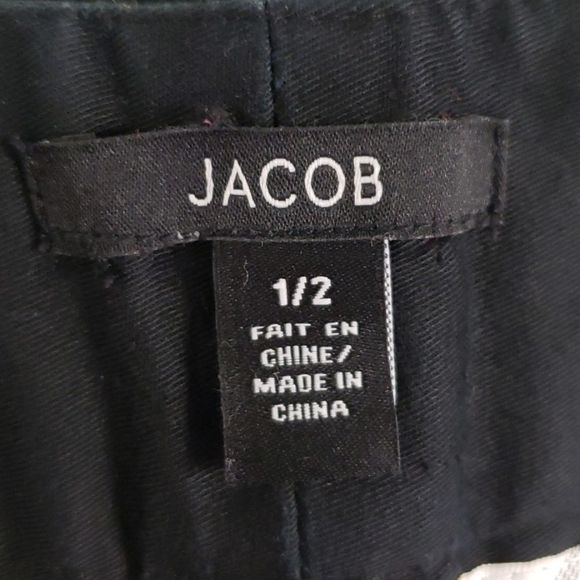 JACOB
1/2
FAIT EN
CHINE/
MADE IN
CHINA